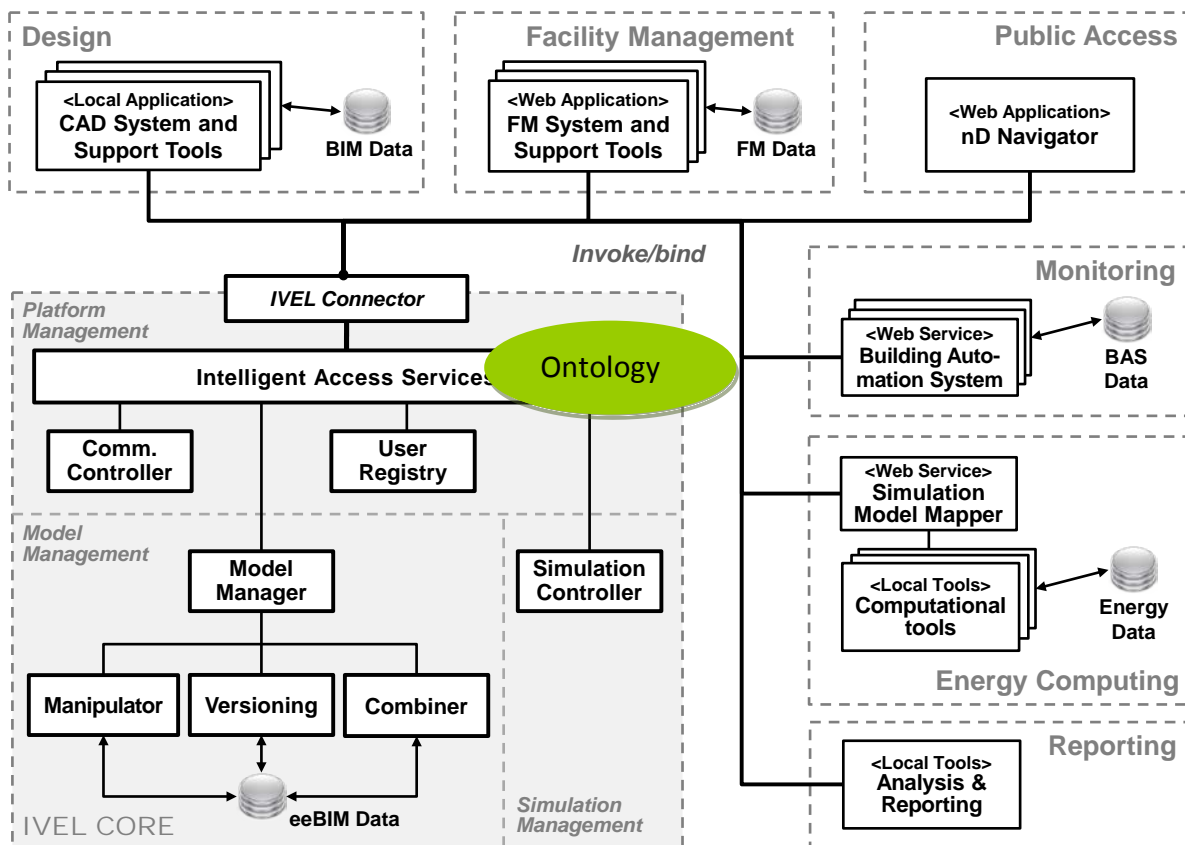 Design
<Local Application>
CAD System and
Support Tools
BIM Data
Facility Management
<Web Application>
FM System and
Support Tools
FM Data
Public Access
<Web Application>
nD Navigator
Invoke/bind
IVEL Connector
Platform
Management
Intelligent Access Services
Ontology
Comm.
Controller
User
Registry
Model
Management
Model
Manager
Simulation
Controller
Manipulator
Versioning
Combiner
eeBIM Data
IVEL CORE
Simulation
Management
Monitoring
<Web Service>
Building Auto-
mation System
BAS
Data
<Web Service>
Simulation
Model Mapper
<Local Tools>
Computational
tools
Energy
Data
Energy Computing
Reporting
<Local Tools>
Analysis &
Reporting